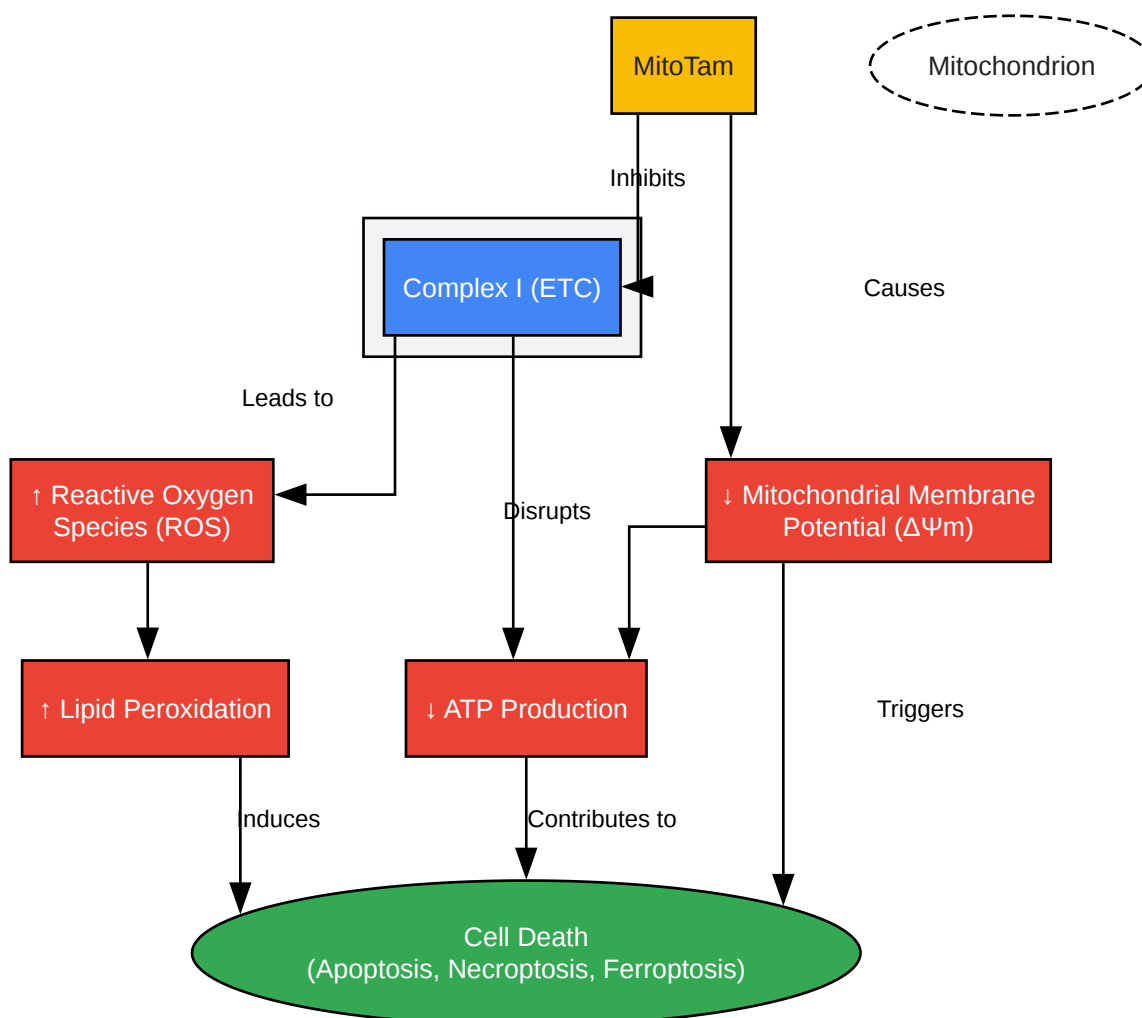 MitoTam
Mitochondrion
Inhibits
Complex I (ETC)
Causes
Leads to
↑ Reactive Oxygen
Species (ROS)
Disrupts
↓ Mitochondrial Membrane
Potential (ΔΨm)
↑ Lipid Peroxidation
↓ ATP Production
Triggers
Induces
Contributes to
Cell Death
(Apoptosis, Necroptosis, Ferroptosis)